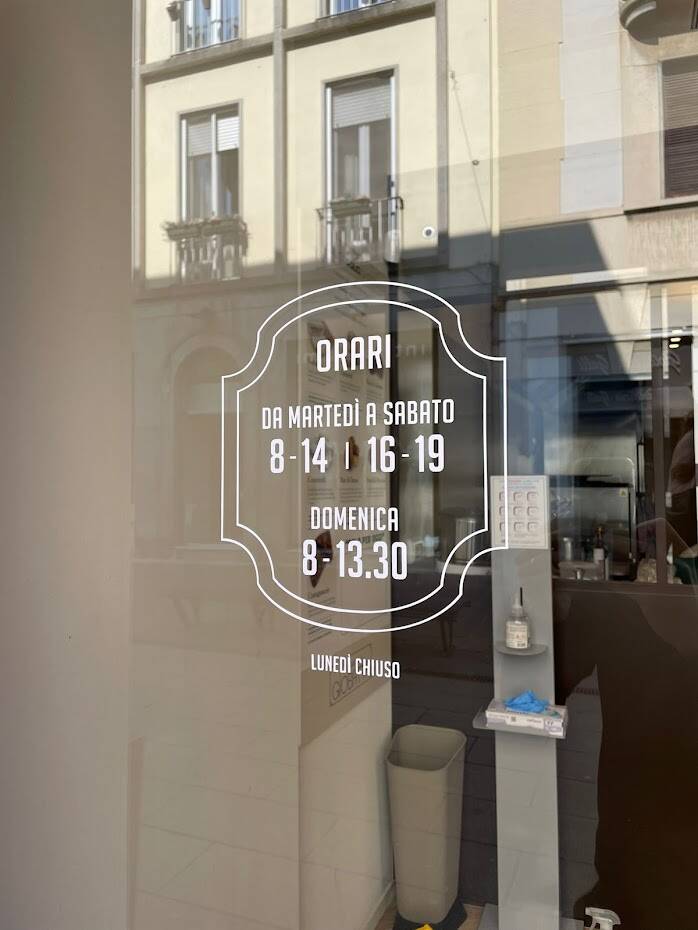 ORARI
DA MARTEDÌ A SABATO
8-14 | 16-19
DOMENICA
8-13.30
LUNEDÌ CHIUSO